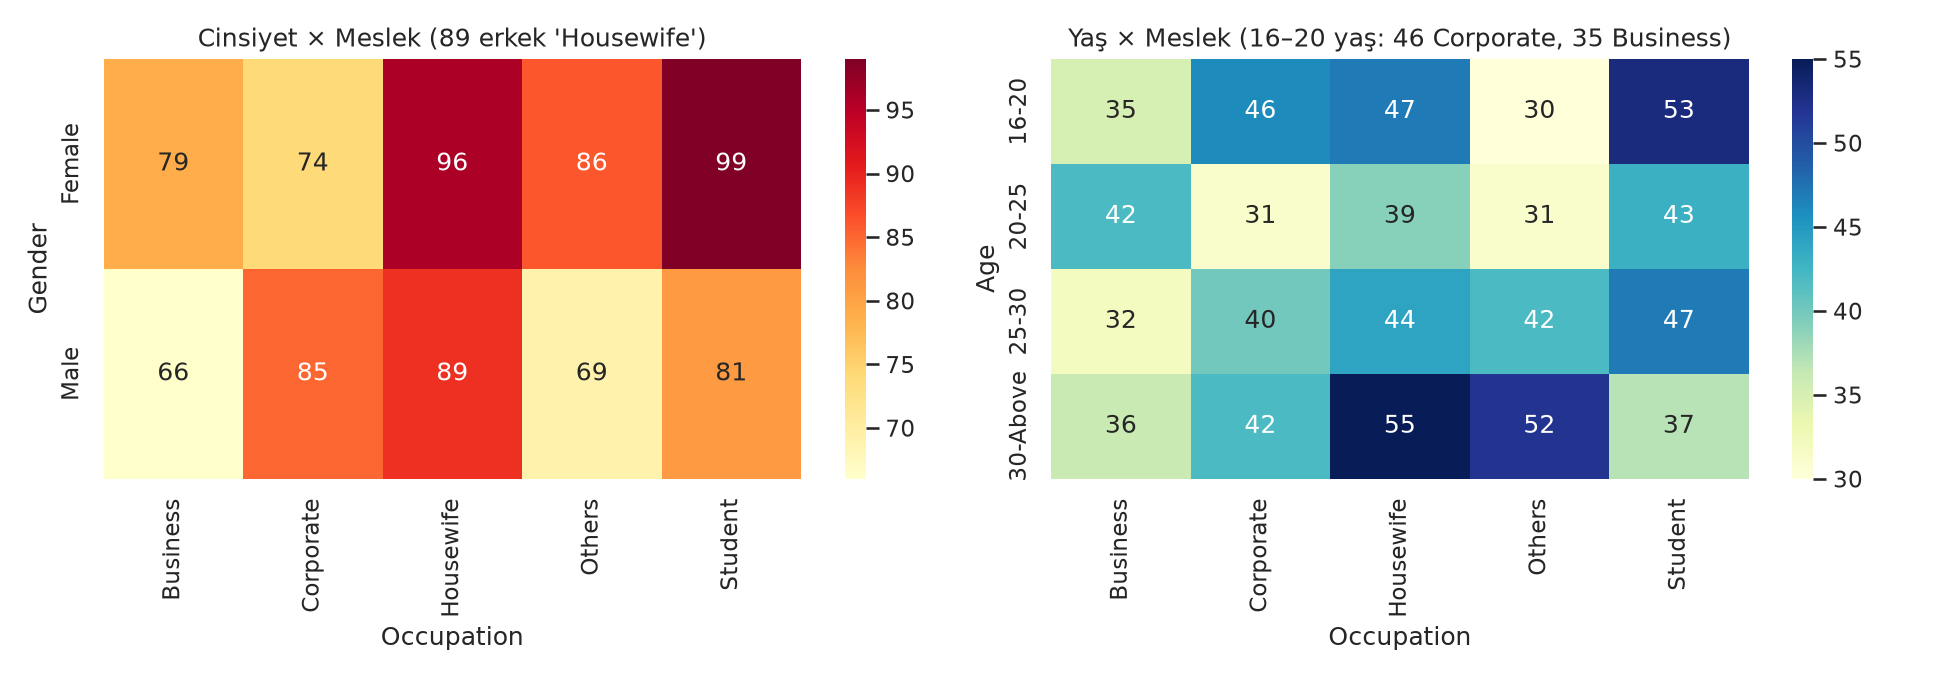 Cinsiyet × Meslek (89 erkek 'Housewife')
Gender
Female
Male
79 74 96 86 99
66 85 89 69 81
Business
Corporate
Housewife
Others
Student
Occupation
95
90
85
80
75
70
Yaş × Meslek (16–20 yaş: 46 Corporate, 35 Business)
Age
16-20
20-25
25-30
30-Above
35 46 47 30 53
42 31 39 31 43
32 40 44 42 47
36 42 55 52 37
Business
Corporate
Housewife
Others
Student
Occupation
55
50
45
40
35
30